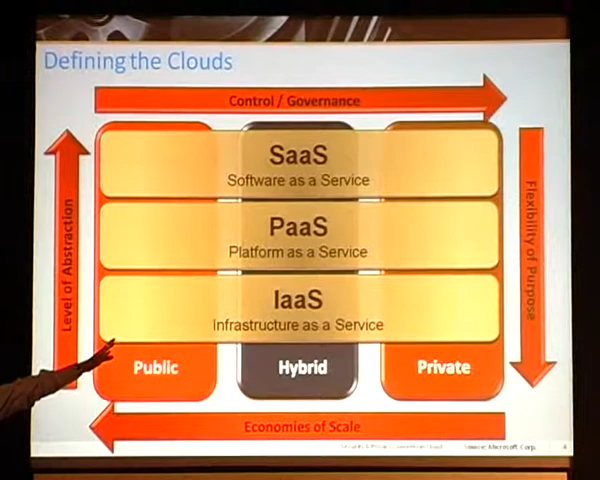 Defining the Clouds
Control / Governance
SaaS
Software as a Service
PaaS
Platform as a Service
IaaS
Infrastructure as a Service
Level of Abstraction
Flexibility of Purpose
Public
Hybrid
Private
Economies of Scale
Source: Microsoft Corp.
4